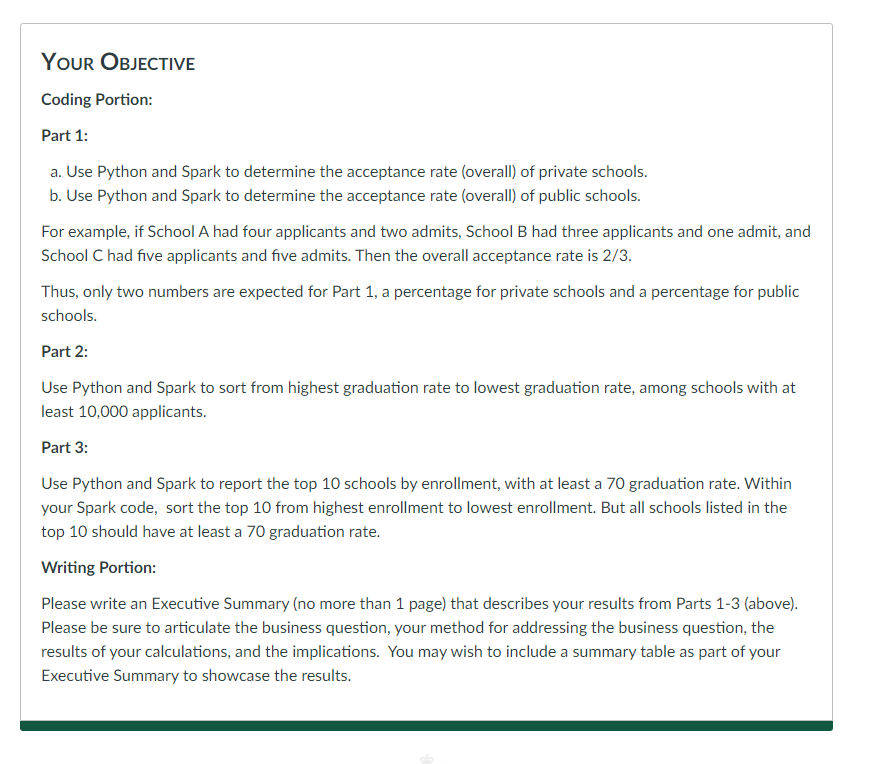 Your Objective
Coding Portion:
Part 1:
a. Use Python and Spark to determine the acceptance rate (overall) of private schools.
b. Use Python and Spark to determine the acceptance rate (overall) of public schools.
For example, if School A had four applicants and two admits, School B had three applicants and one admit, and
School C had five applicants and five admits. Then the overall acceptance rate is 2/3.
Thus, only two numbers are expected for Part 1, a percentage for private schools and a percentage for public
schools.
Part 2:
Use Python and Spark to sort from highest graduation rate to lowest graduation rate, among schools with at
least 10,000 applicants.
Part 3:
Use Python and Spark to report the top 10 schools by enrollment, with at least a 70 graduation rate. Within
your Spark code, sort the top 10 from highest enrollment to lowest enrollment. But all schools listed in the
top 10 should have at least a 70 graduation rate.
Writing Portion:
Please write an Executive Summary (no more than 1 page) that describes your results from Parts 1-3 (above).
Please be sure to articulate the business question, your method for addressing the business question, the
results of your calculations, and the implications. You may wish to include a summary table as part of your
Executive Summary to showcase the results.